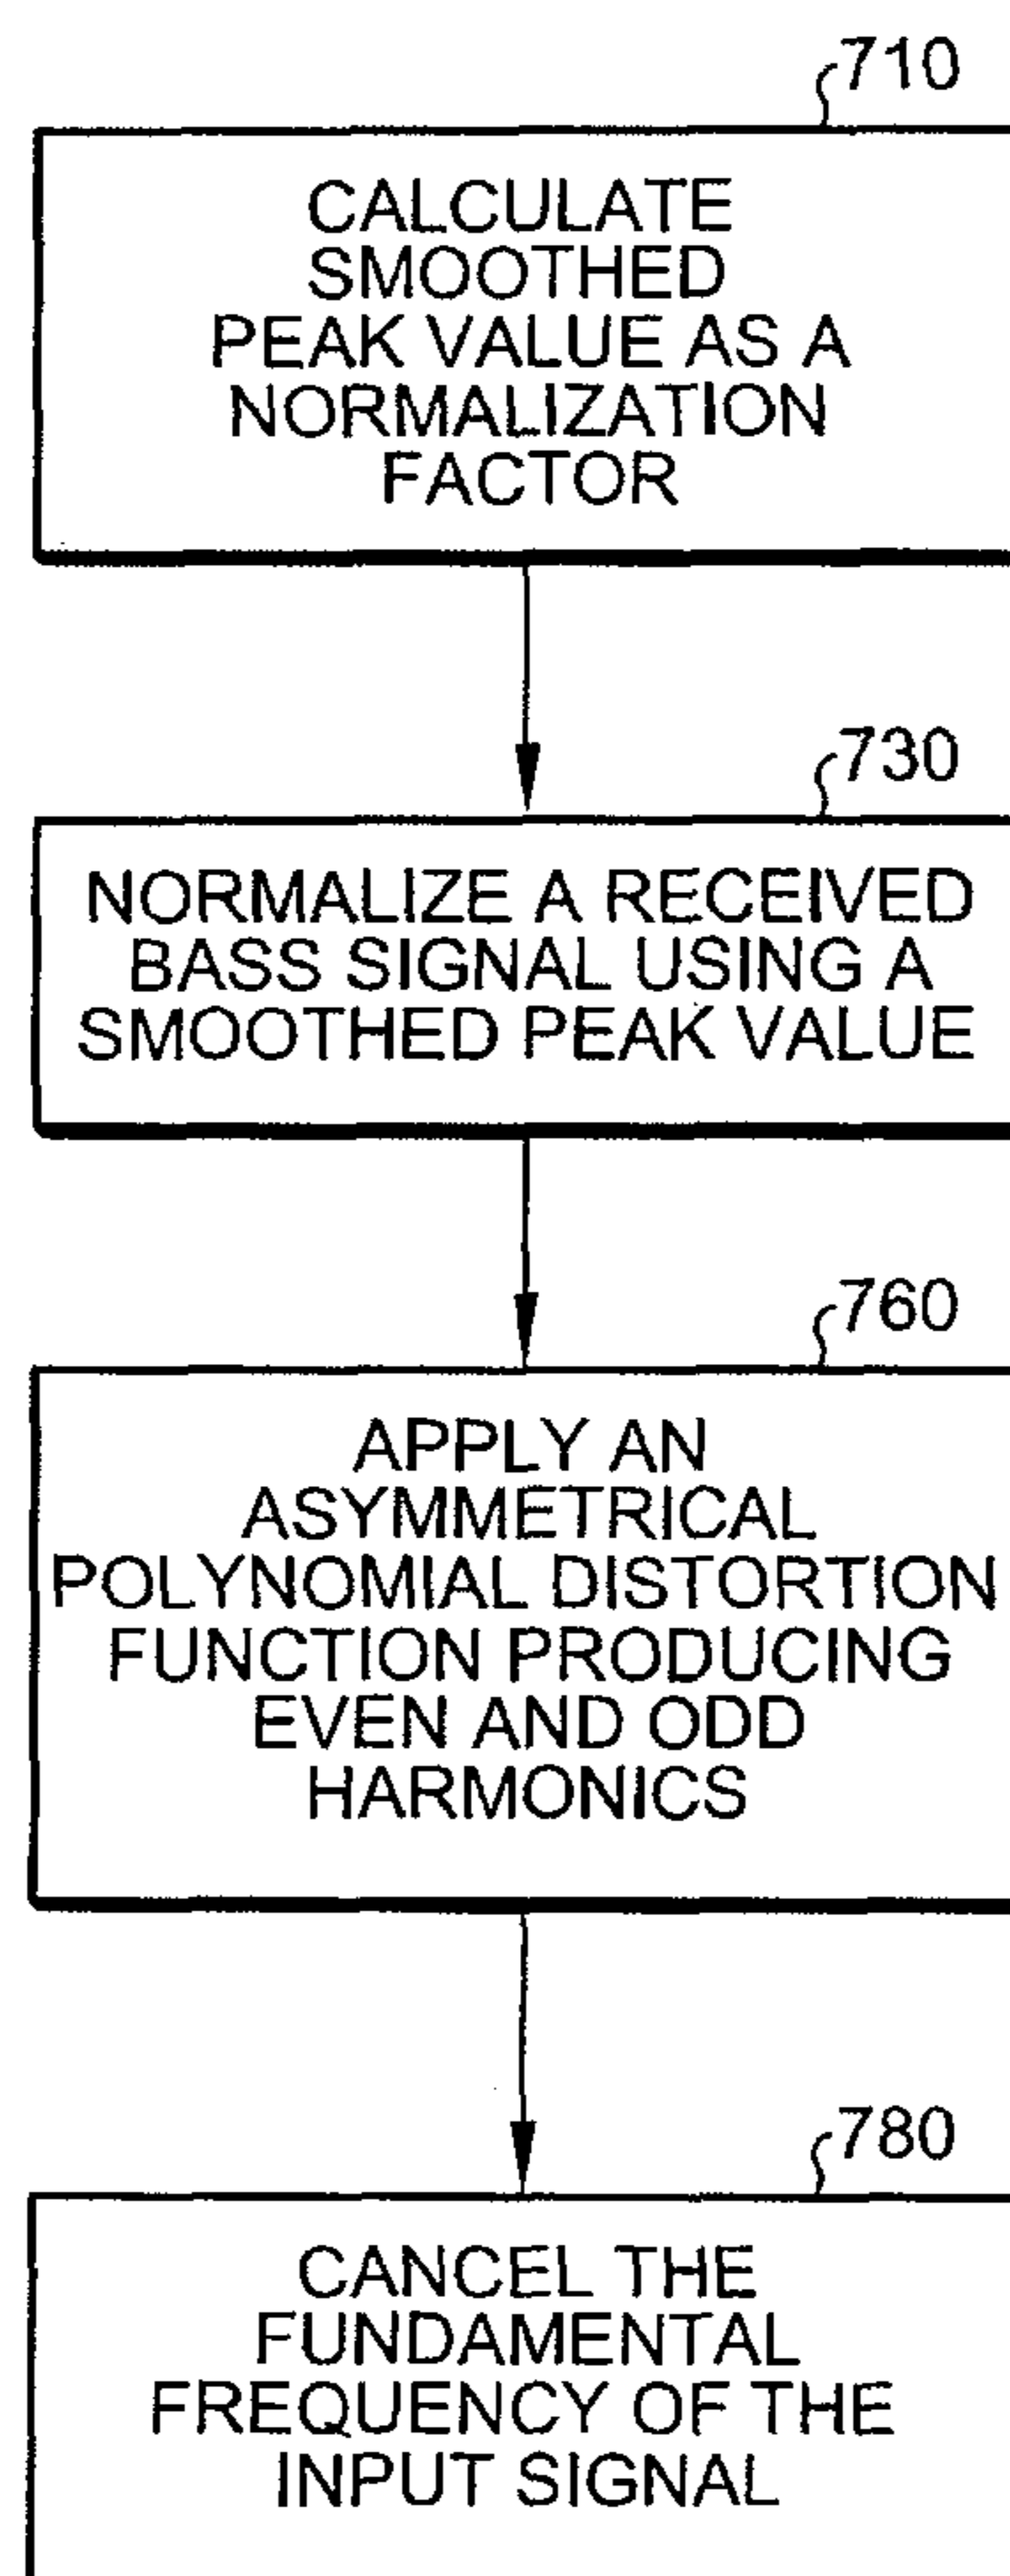 710
CALCULATE
SMOOTHED
PEAK VALUE AS A
NORMALIZATION
FACTOR
730
NORMALIZE A RECEIVED
BASS SIGNAL USING A
SMOOTHED PEAK VALUE
760
APPLY AN
ASYMMETRICAL
POLYNOMIAL DISTORTION
FUNCTION PRODUCING
EVEN AND ODD
HARMONICS
780
CANCEL THE
FUNDAMENTAL
FREQUENCY OF THE
INPUT SIGNAL